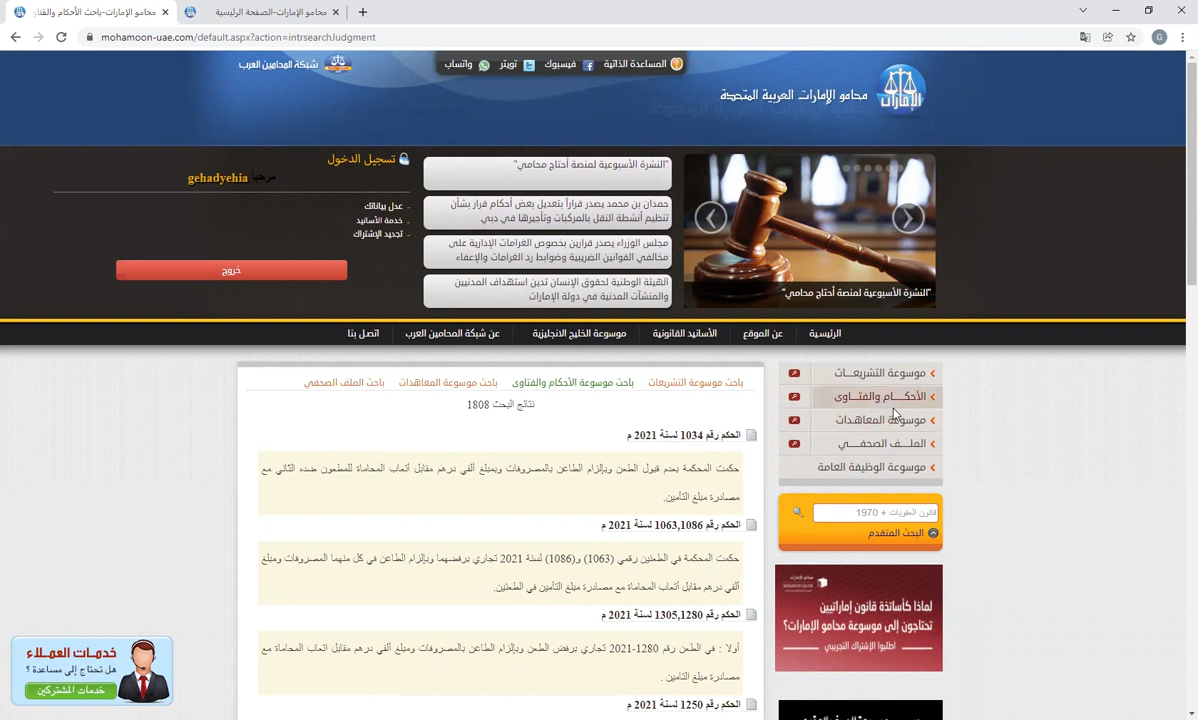 محامو الإمارات-باحث الأحكام والفتاو
محامو الإمارات-الصفحة الرئيسية
mohamoon-uae.com/default.aspx?action=intrsearchJudgment
G
شبكة المحامين العرب
المساعدة الذاتية
فيسبوك
تويتر
واتساب
محامو الإمارات العربية المتحدة
الإمارات
تسجيل الدخول
مرحبا gehadyehia
- عدل بياناتك
- خدمة الأسانيد
- تجديد الإشتراك
خروج
"النشرة الأسبوعية لمنصة أحتاج محامي"
حمدان بن محمد يصدر قراراً بتعديل بعض أحكام قرار بشأن
تنظيم أنشطة النقل بالمركبات وتأجيرها في دبي
مجلس الوزراء يصدر قرارين بخصوص الغرامات الإدارية على
مخالفي القوانين الضريبية وضوابط رد الغرامات والإعفاء
الهيئة الوطنية لحقوق الإنسان تدين استهداف المدنيين
والمنشآت المدنية في دولة الإمارات
"النشرة الأسبوعية لمنصة أحتاج محامي"
الرئيسية
عن الموقع
الأسانيد القانونية
موسوعة الخليج الانجليزية
عن شبكة المحامين العرب
اتصل بنا
موسوعة التشريعـــات
الأحكـــام والفتـــاوى
موسوعة المعاهدات
الملــف الصحفـــي
موسوعة الوظيفة العامة
قانون العقوبات + 1970
البحث المتقدم
لماذا كأساتذة قانون إماراتيين
تحتاجون إلى موسوعة محامو الإمارات؟
اطلبوا الإشتراك التجريبي
باحث موسوعة التشريعات
باحث موسوعة الأحكام والفتاوى
باحث موسوعة المعاهدات
باحث الملف الصحفي
نتائج البحث 1808
الحكم رقم 1034 لسنة 2021 م
حكمت المحكمة بعدم قبول الطعن وبإلزام الطاعن بالمصروفات وبمبلغ ألفي درهم مقابل أتعاب المحاماة للمطعون ضده الثاني مع
مصادرة مبلغ التأمين.
الحكم رقم 1063,1086 لسنة 2021 م
حكمت المحكمة في الطعنين رقمي (1063) و(1086) لسنة 2021 تجاري برفضهما وبإلزام الطاعن في كل منهما المصروفات ومبلغ
ألفي درهم مقابل أتعاب المحاماة مع مصادرة مبلغ التأمين في الطعنين.
الحكم رقم 1305,1280 لسنة 2021 م
أولا : في الطعن رقم 1280-2021 تجاري برفض الطعن وبإلزام الطاعن بالمصروفات ومبلغ ألفي درهم مقابل اتعاب المحاماة مع
مصادرة مبلغ التأمين .
الحكم رقم 1250 لسنة 2021 م
خدمات العملاء
هل تحتاج إلى مساعدة ؟
خدمات المشتركين